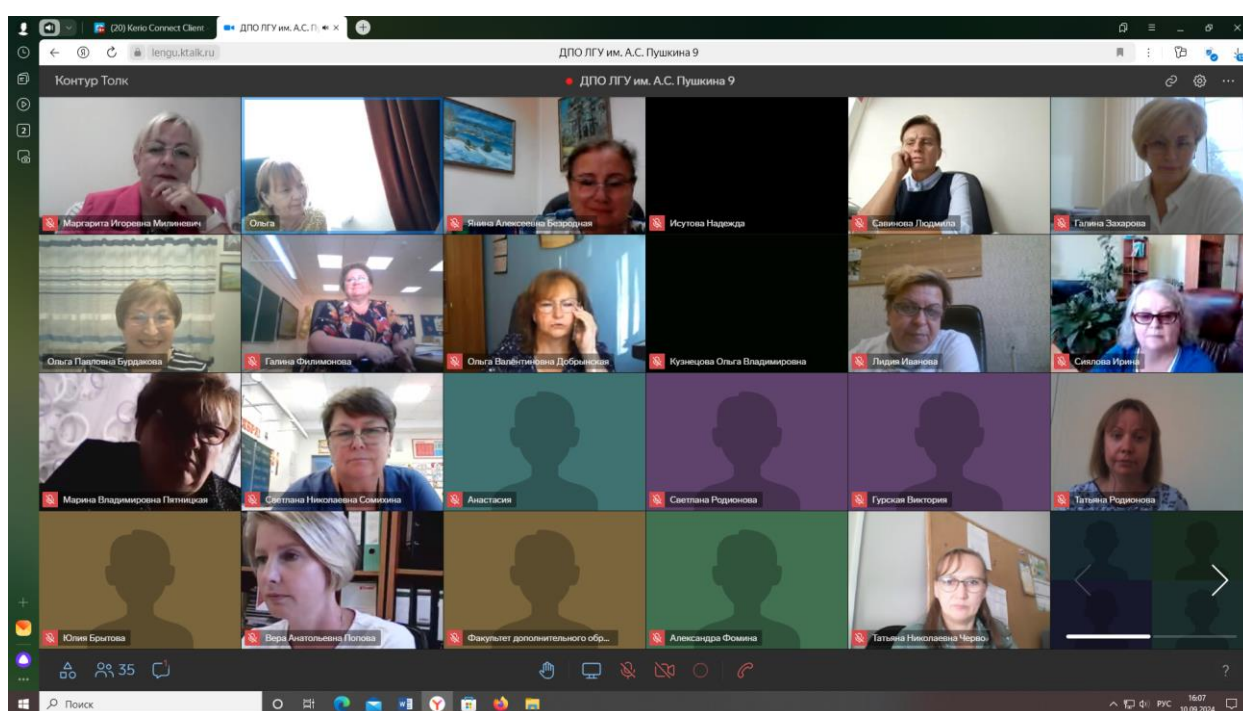 (20) Kerio Connect Client
ДПО ЛГУ им. А.С. П
lengu.ktalk.ru
ДПО ЛГУ им. А.С. Пушкина 9
2
Контур Толк
ДПО ЛГУ им. А.С. Пушкина 9
Маргарита Игоревна Милиневич
Ольга
Янина Алексеевна Безродная
Исутова Надежда
Савинова Людмила
Галина Захарова
Ольга Павловна Бурдакова
Галина Филимонова
Ольга Валентиновна Добрынская
Кузнецова Ольга Владимировна
Лидия Иванова
Сиялова Ирина
Марина Владимировна Пятницкая
Светлана Николаевна Сомихина
Анастасия
Светлана Родионова
Гурская Виктория
Татьяна Родионова
Юлия Брытова
Вера Анатольевна Попова
Факультет дополнительного обр...
Александра Фомина
Татьяна Николаевна Черво
35
?
Поиск
РУС
16:07
10.09.2024